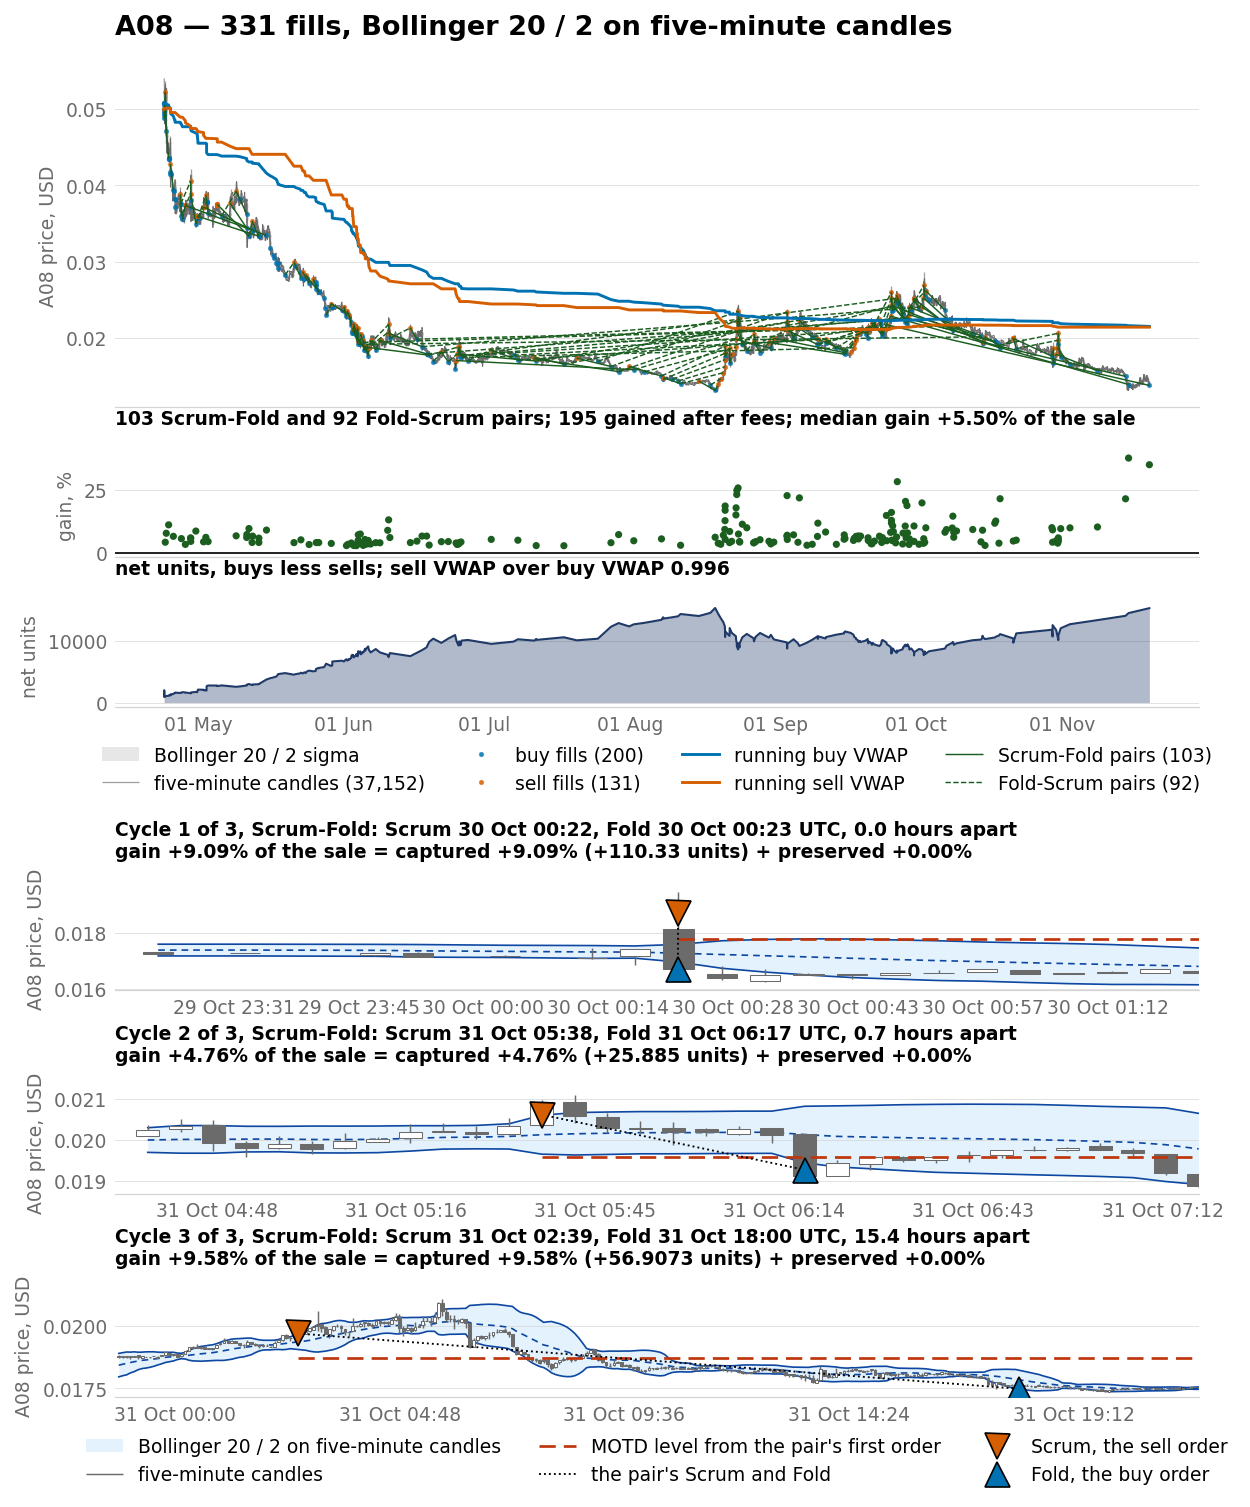 A08 — 331 fills, Bollinger 20 / 2 on five-minute candles
A08 price, USD
0.05
0.04
0.03
0.02
103 Scrum-Fold and 92 Fold-Scrum pairs; 195 gained after fees; median gain +5.50% of the sale
gain, %
25
0
net units, buys less sells; sell VWAP over buy VWAP 0.996
net units
10000
0
01 May 01 Jun 01 Jul 01 Aug 01 Sep 01 Oct 01 Nov
Bollinger 20 / 2 sigma buy fills (200) running buy VWAP Scrum-Fold pairs (103)
five-minute candles (37,152) sell fills (131) running sell VWAP Fold-Scrum pairs (92)
Cycle 1 of 3, Scrum-Fold: Scrum 30 Oct 00:22, Fold 30 Oct 00:23 UTC, 0.0 hours apart
gain +9.09% of the sale = captured +9.09% (+110.33 units) + preserved +0.00%
A08 price, USD
0.018
0.016
29 Oct 23:31 29 Oct 23:45 30 Oct 00:00 30 Oct 00:14 30 Oct 00:28 30 Oct 00:43 30 Oct 00:57 30 Oct 01:12
Cycle 2 of 3, Scrum-Fold: Scrum 31 Oct 05:38, Fold 31 Oct 06:17 UTC, 0.7 hours apart
gain +4.76% of the sale = captured +4.76% (+25.885 units) + preserved +0.00%
A08 price, USD
0.021
0.020
0.019
31 Oct 04:48 31 Oct 05:16 31 Oct 05:45 31 Oct 06:14 31 Oct 06:43 31 Oct 07:12
Cycle 3 of 3, Scrum-Fold: Scrum 31 Oct 02:39, Fold 31 Oct 18:00 UTC, 15.4 hours apart
gain +9.58% of the sale = captured +9.58% (+56.9073 units) + preserved +0.00%
A08 price, USD
0.0200
0.0175
31 Oct 00:00 31 Oct 04:48 31 Oct 09:36 31 Oct 14:24 31 Oct 19:12
Bollinger 20 / 2 on five-minute candles MOTD level from the pair's first order Scrum, the sell order
five-minute candles the pair's Scrum and Fold Fold, the buy order